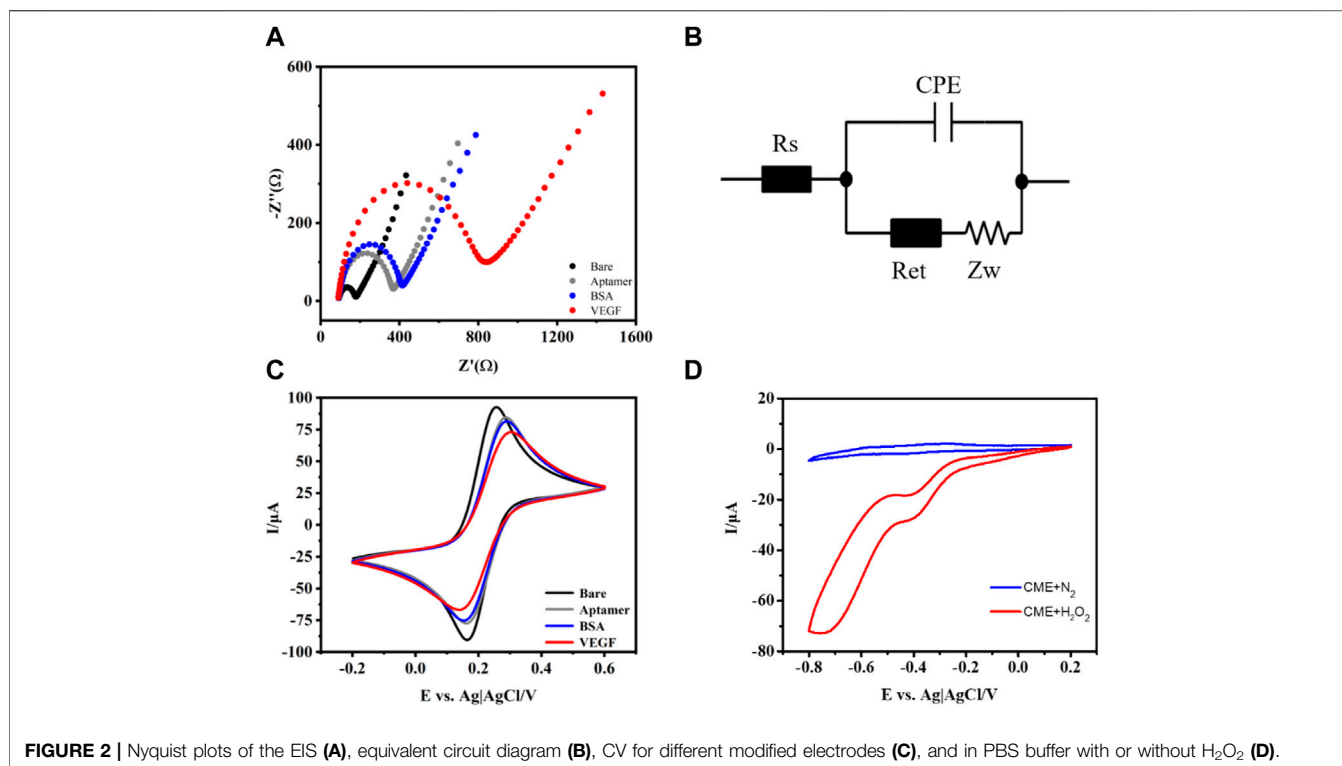 A
600
400
200
0
-Z''(Ω)
0
400
800
1200
1600
Z'(Ω)
Bare
Aptamer
BSA
VEGF
B
CPE
Rs
Ret
Zw
C
100
75
50
25
0
-25
-50
-75
-100
I/μA
-0.2
0.0
0.2
0.4
0.6
E vs. Ag|AgCl/V
Bare
Aptamer
BSA
VEGF
D
20
0
-20
-40
-60
-80
I/μA
-0.8
-0.6
-0.4
-0.2
0.0
0.2
E vs. Ag|AgCl/V
CME+N₂
CME+H₂O₂
FIGURE 2 | Nyquist plots of the EIS (A), equivalent circuit diagram (B), CV for different modified electrodes (C), and in PBS buffer with or without H₂O₂ (D).